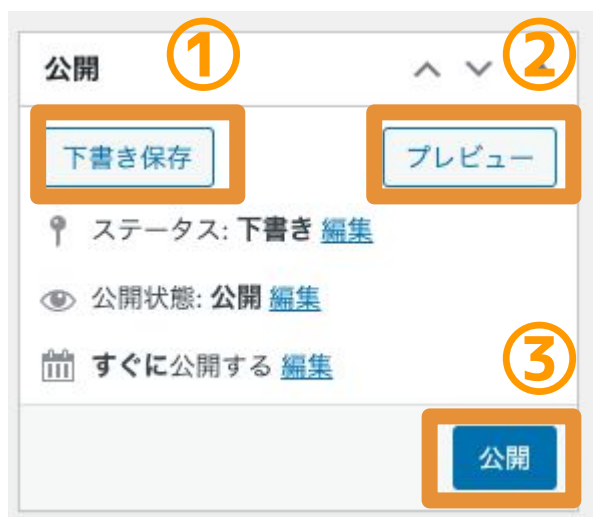 公開 ① ②
下書き保存 プレビュー
ステータス: 下書き 編集
公開状態: 公開 編集
すぐに公開する 編集
③
公開